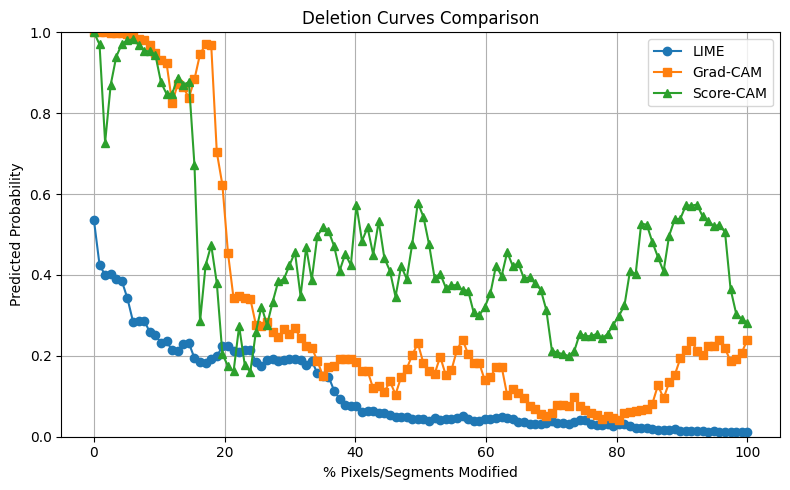 Deletion Curves Comparison
LIME
Grad-CAM
Score-CAM
Predicted Probability
1.0
0.8
0.6
0.4
0.2
0.0
0 20 40 60 80 100
% Pixels/Segments Modified